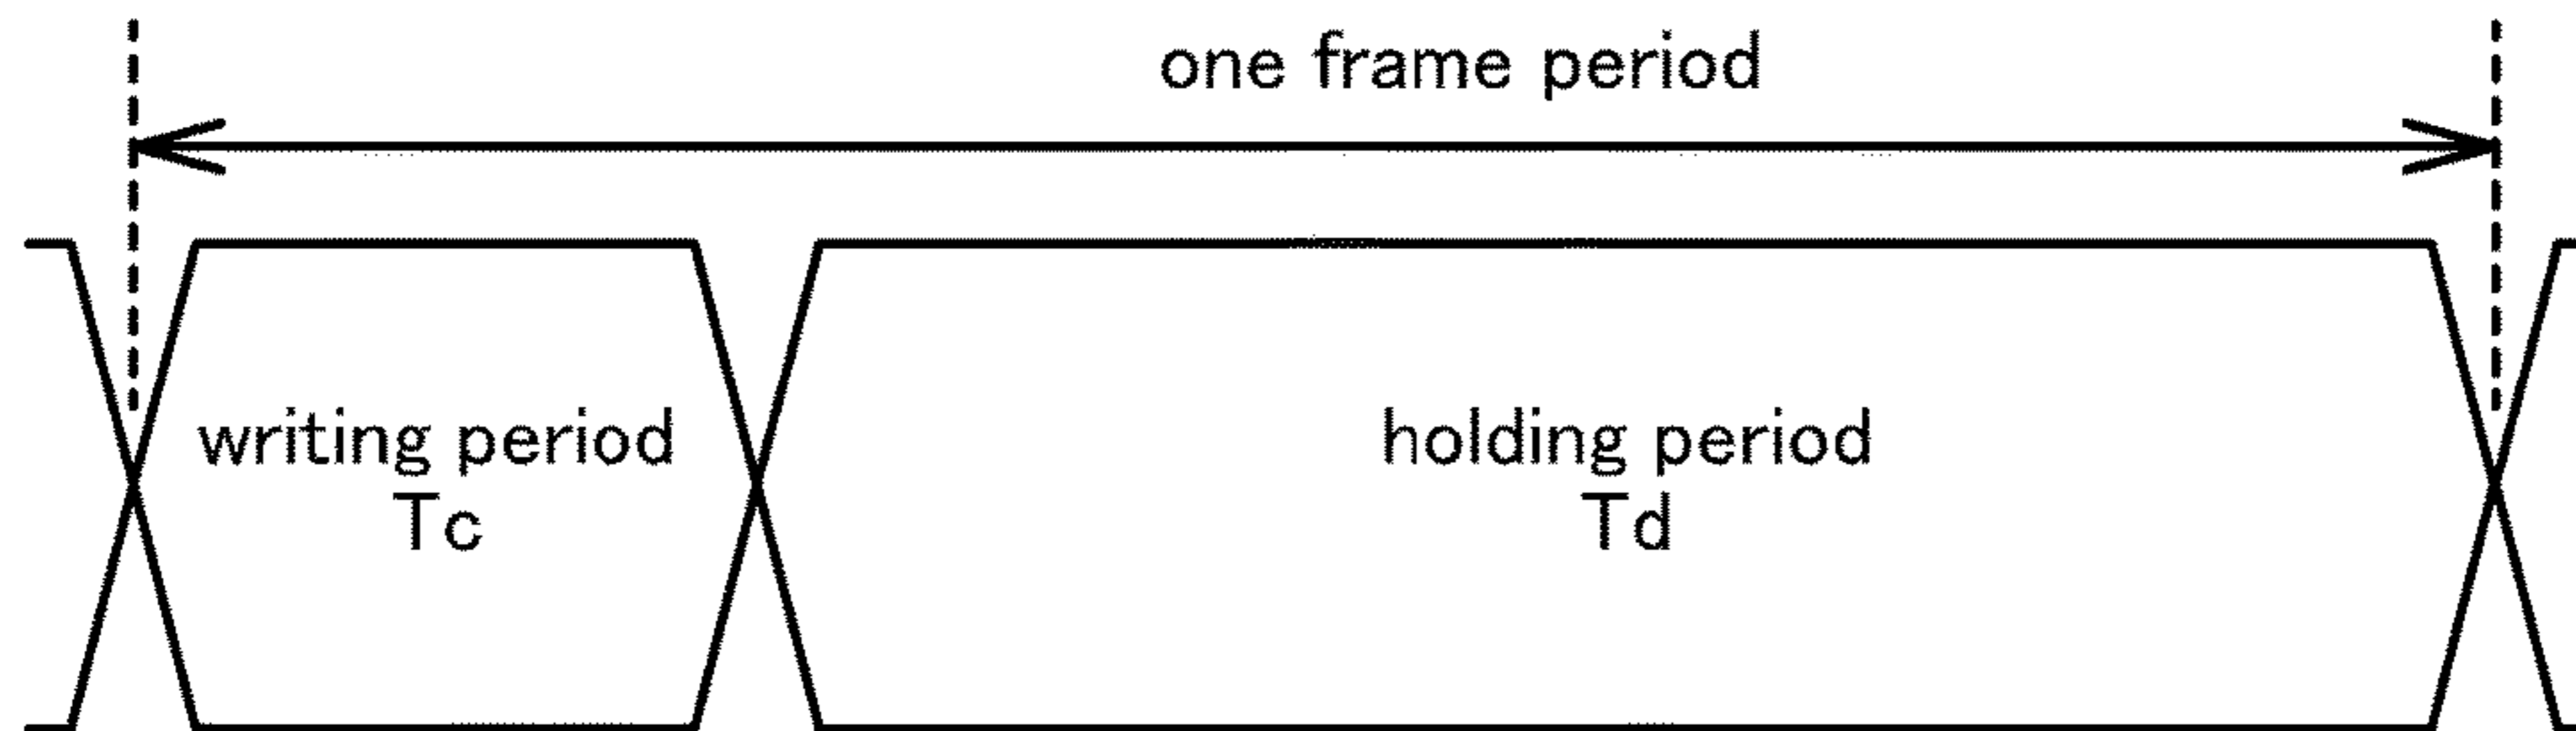 one frame period
writing period
Tc
holding period
Td